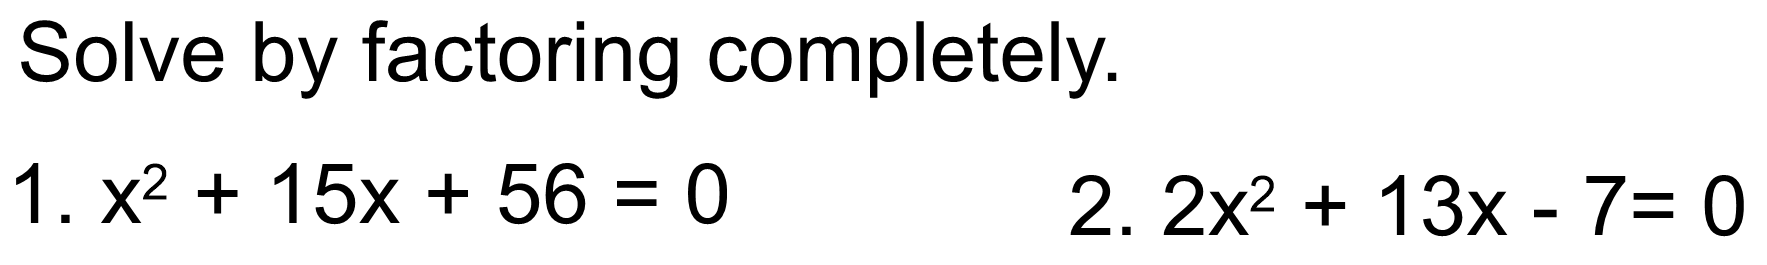 Solve by factoring completely.
1. x² + 15x + 56 = 0
2. 2x² + 13x - 7= 0